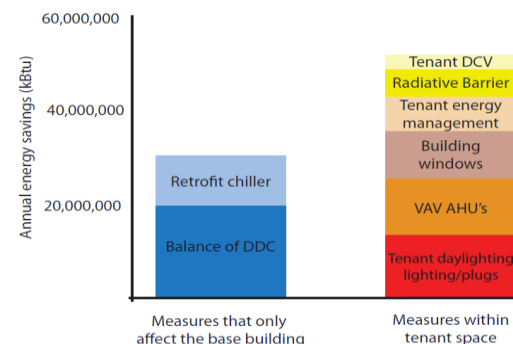 60,000,000
40,000,000
20,000,000
Annual energy savings (kBtu)
Retrofit chiller
Balance of DDC
Tenant DCV
Radiative Barrier
Tenant energy
management
Building
windows
VAV AHU's
Tenant daylighting
lighting/plugs
Measures that only
affect the base building
Measures within
tenant space